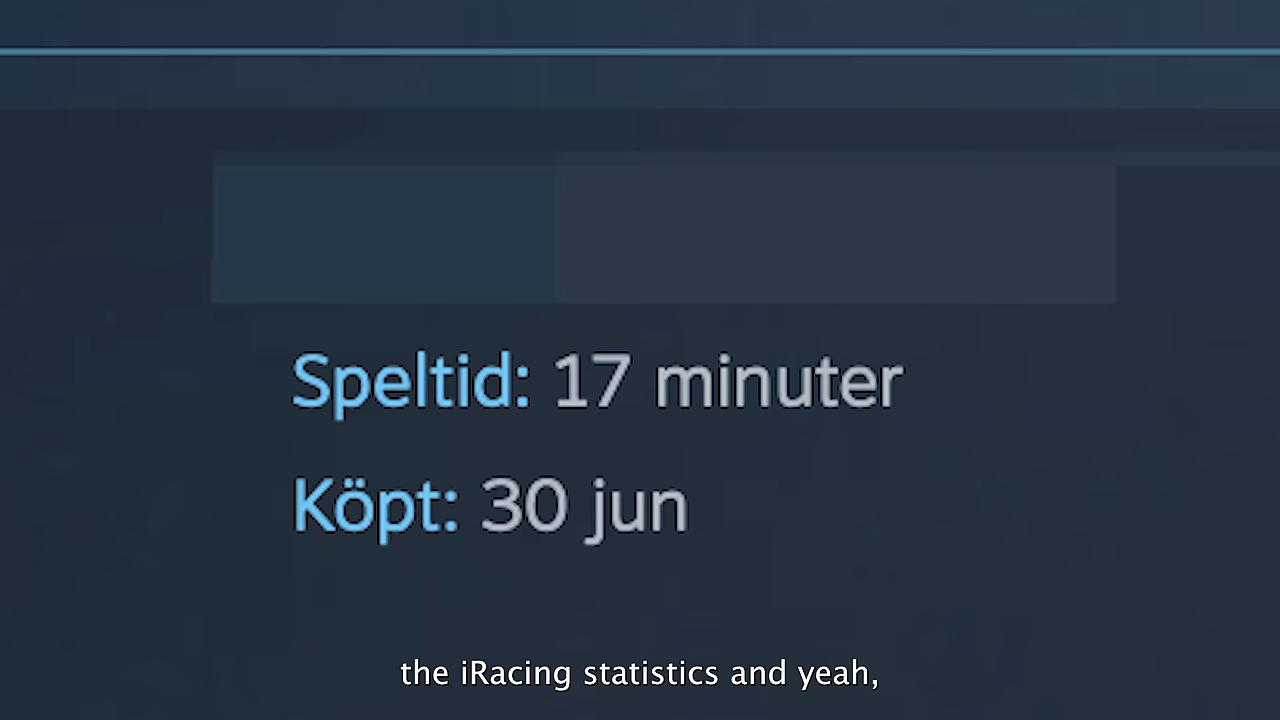 Speltid: 17 minuter
Köpt: 30 jun
the iRacing statistics and yeah,